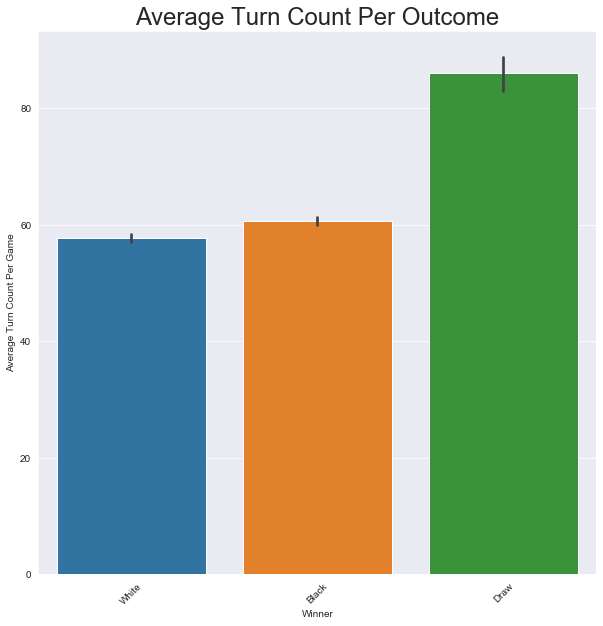 Average Turn Count Per Outcome
Average Turn Count Per Game
80
60
40
20
0
White
Black
Draw
Winner